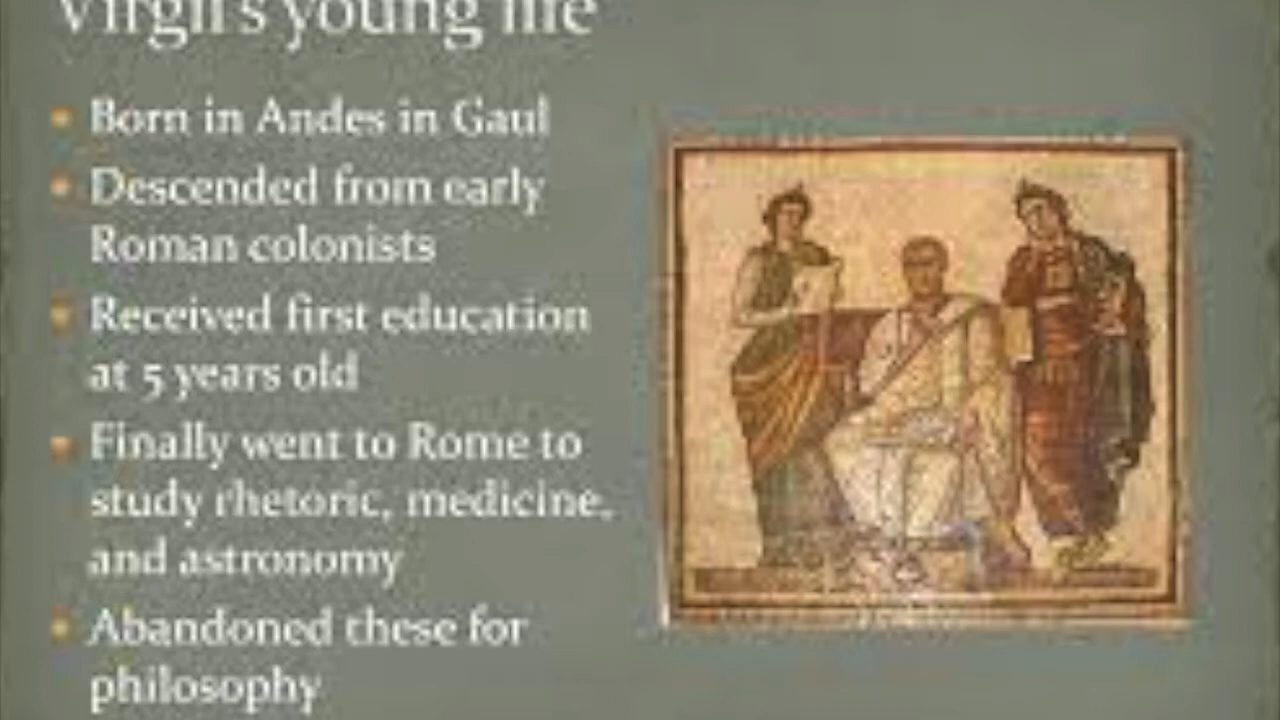 Virgil's young life
Born in Andes in Gaul
Descended from early
Roman colonists
Received first education
at 5 years old
Finally went to Rome to
study rhetoric, medicine,
and astronomy
Abandoned these for
philosophy